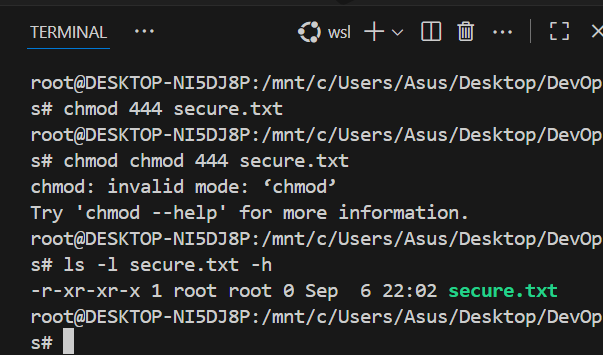 TERMINAL ··· wsl ···
root@DESKTOP-NI5DJ8P:/mnt/c/Users/Asus/Desktop/DevOp
s# chmod 444 secure.txt
root@DESKTOP-NI5DJ8P:/mnt/c/Users/Asus/Desktop/DevOp
s# chmod chmod 444 secure.txt
chmod: invalid mode: ‘chmod’
Try 'chmod --help' for more information.
root@DESKTOP-NI5DJ8P:/mnt/c/Users/Asus/Desktop/DevOp
s# ls -l secure.txt -h
-r-xr-xr-x 1 root root 0 Sep  6 22:02 secure.txt
root@DESKTOP-NI5DJ8P:/mnt/c/Users/Asus/Desktop/DevOp
s#